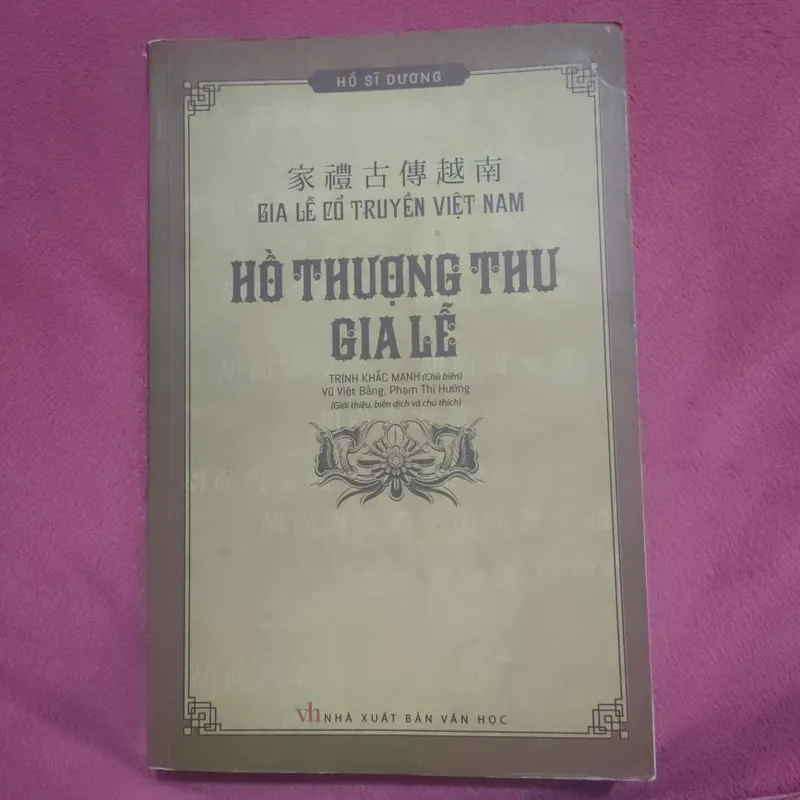 HỒ SĨ DƯƠNG
家禮古傳越南
GIA LỄ CỔ TRUYỀN VIỆT NAM
HỒ THƯỢNG THƯ
GIA LỄ
TRỊNH KHẮC MẠNH (Chủ biên)
Vũ Việt Bằng, Phạm Thị Hường
(Giới thiệu, biên dịch và chú thích)
vh NHÀ XUẤT BẢN VĂN HỌC